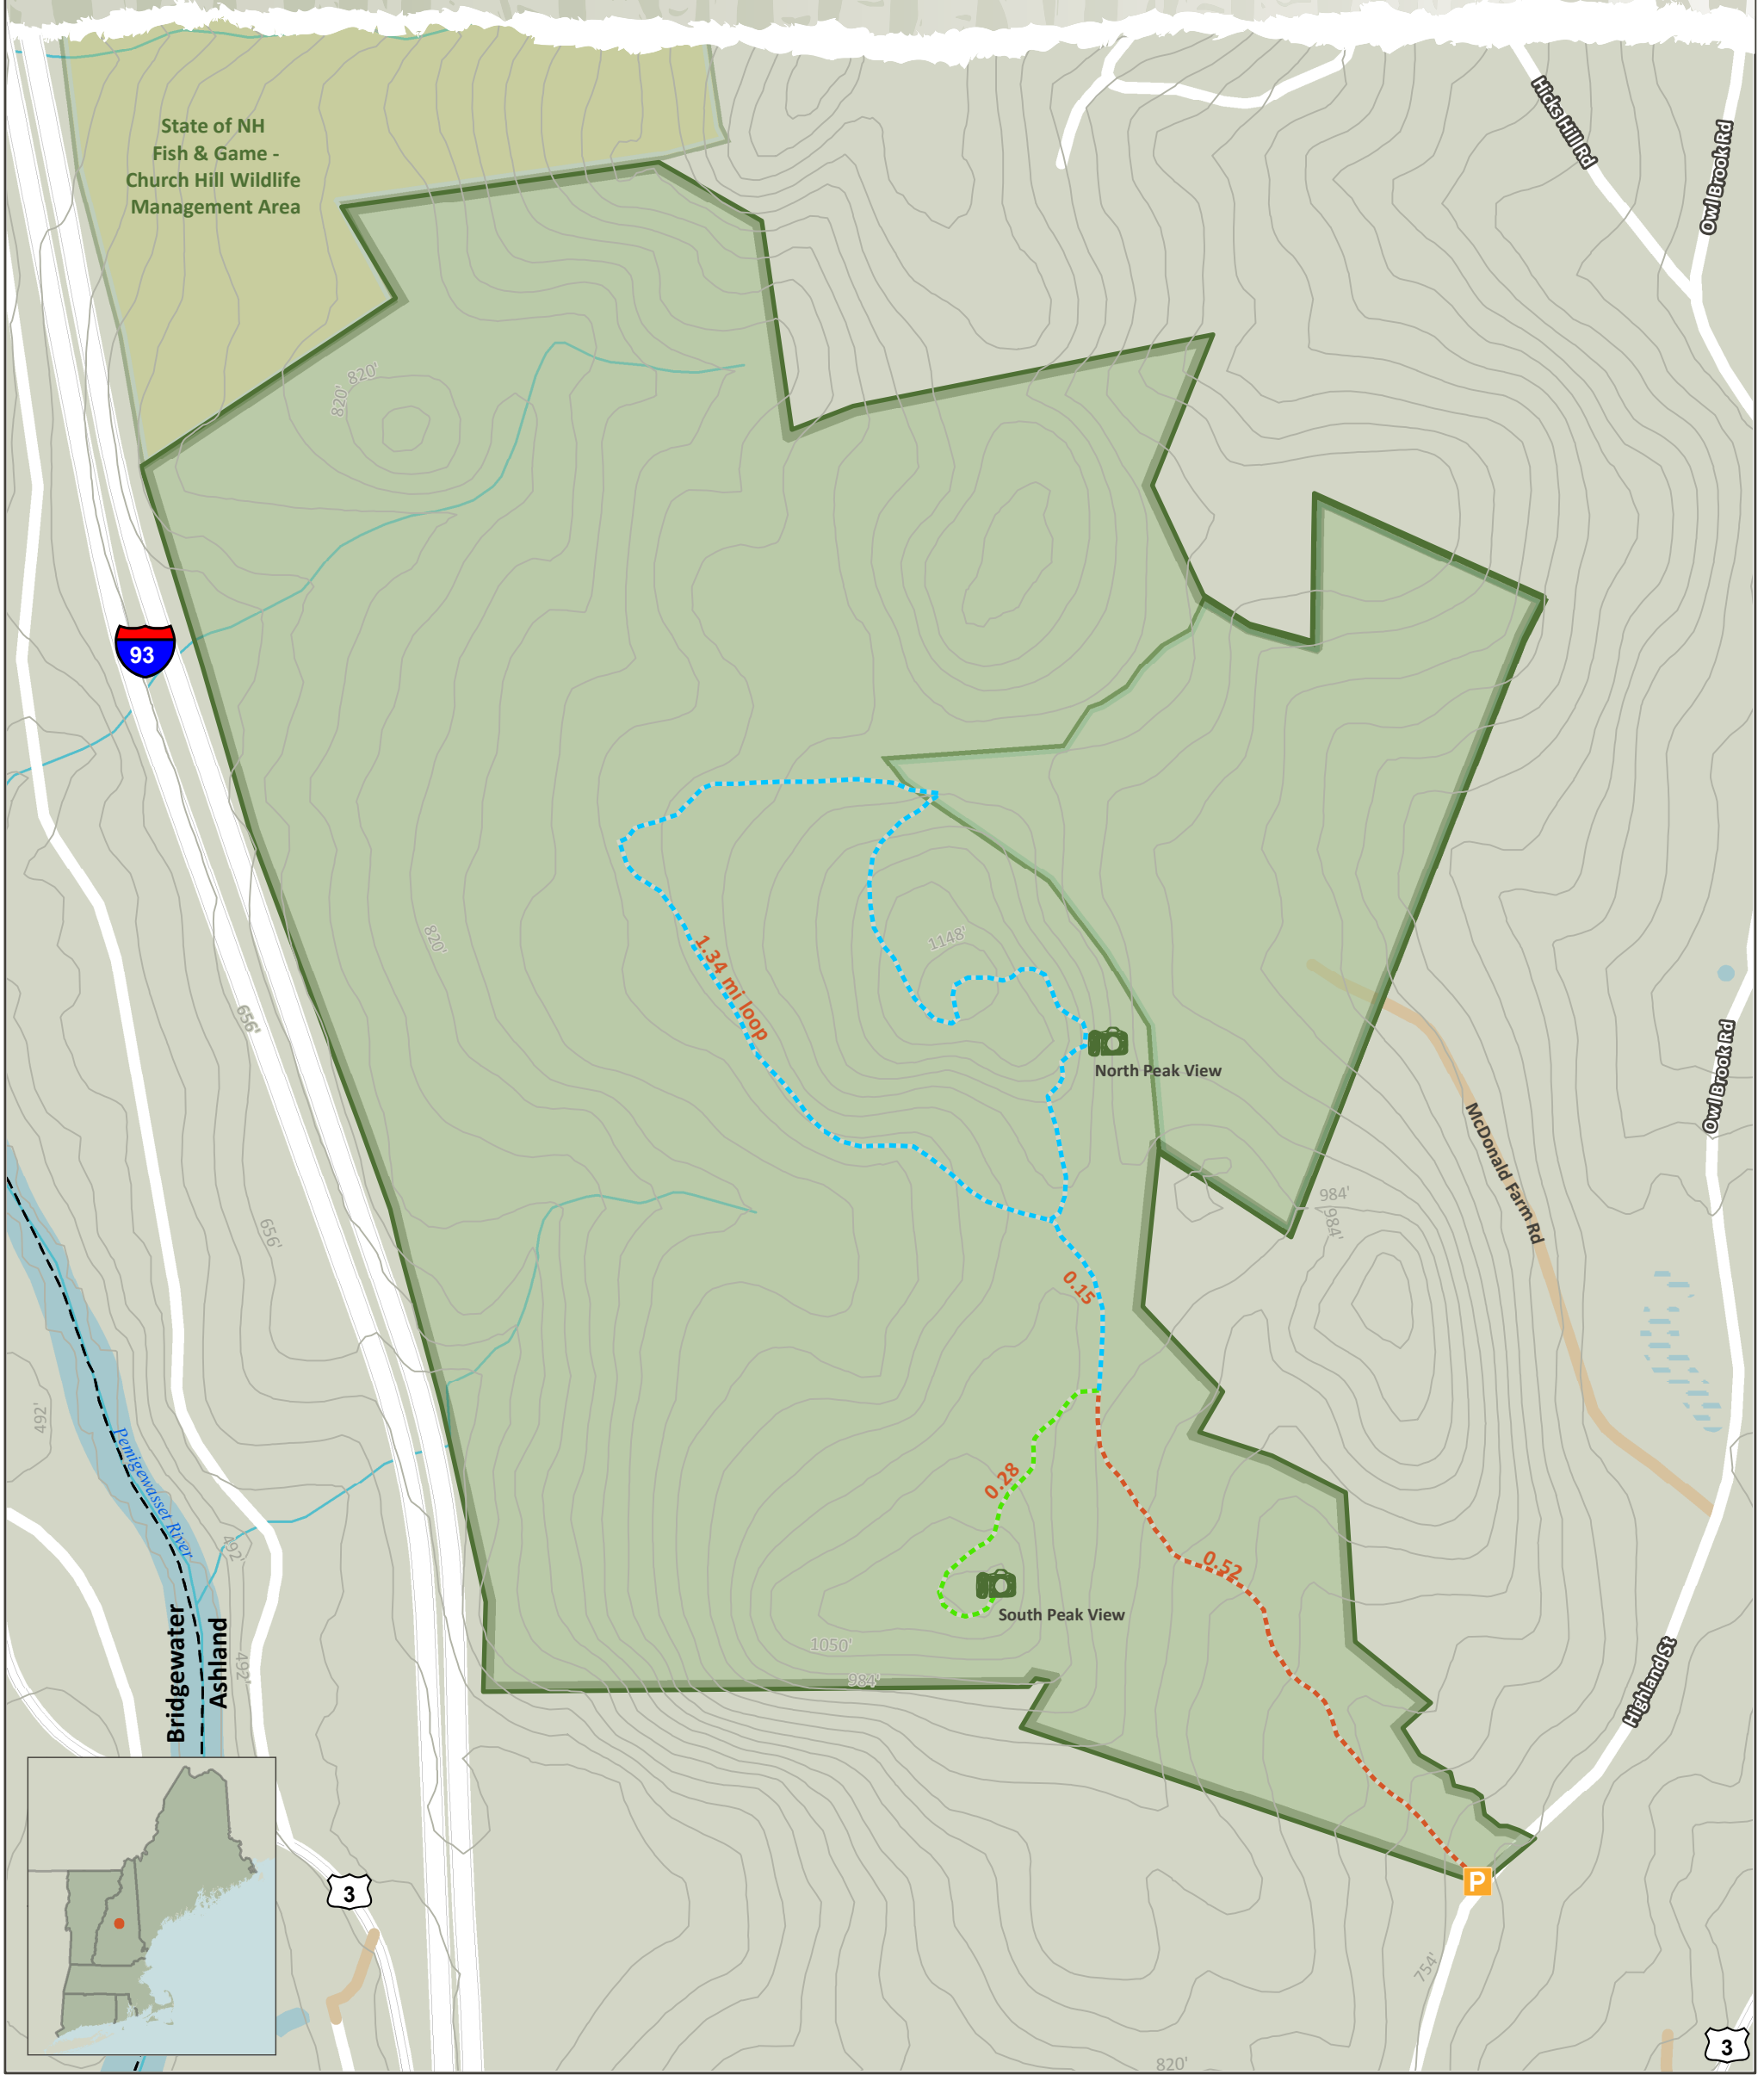 State of NH
Fish & Game -
Church Hill Wildlife
Management Area
Hicks Hill Rd
Owl Brook Rd
820'
820'
93
820'
1148'
1.34 mi loop
656'
North Peak View
Owl Brook Rd
McDonald Farm Rd
984'
984'
656'
0.15
492'
Pemigewasset River
0.28
492'
0.52
South Peak View
Bridgewater
Ashland
1050'
984'
492'
Highland St
P
3
754'
820'
3